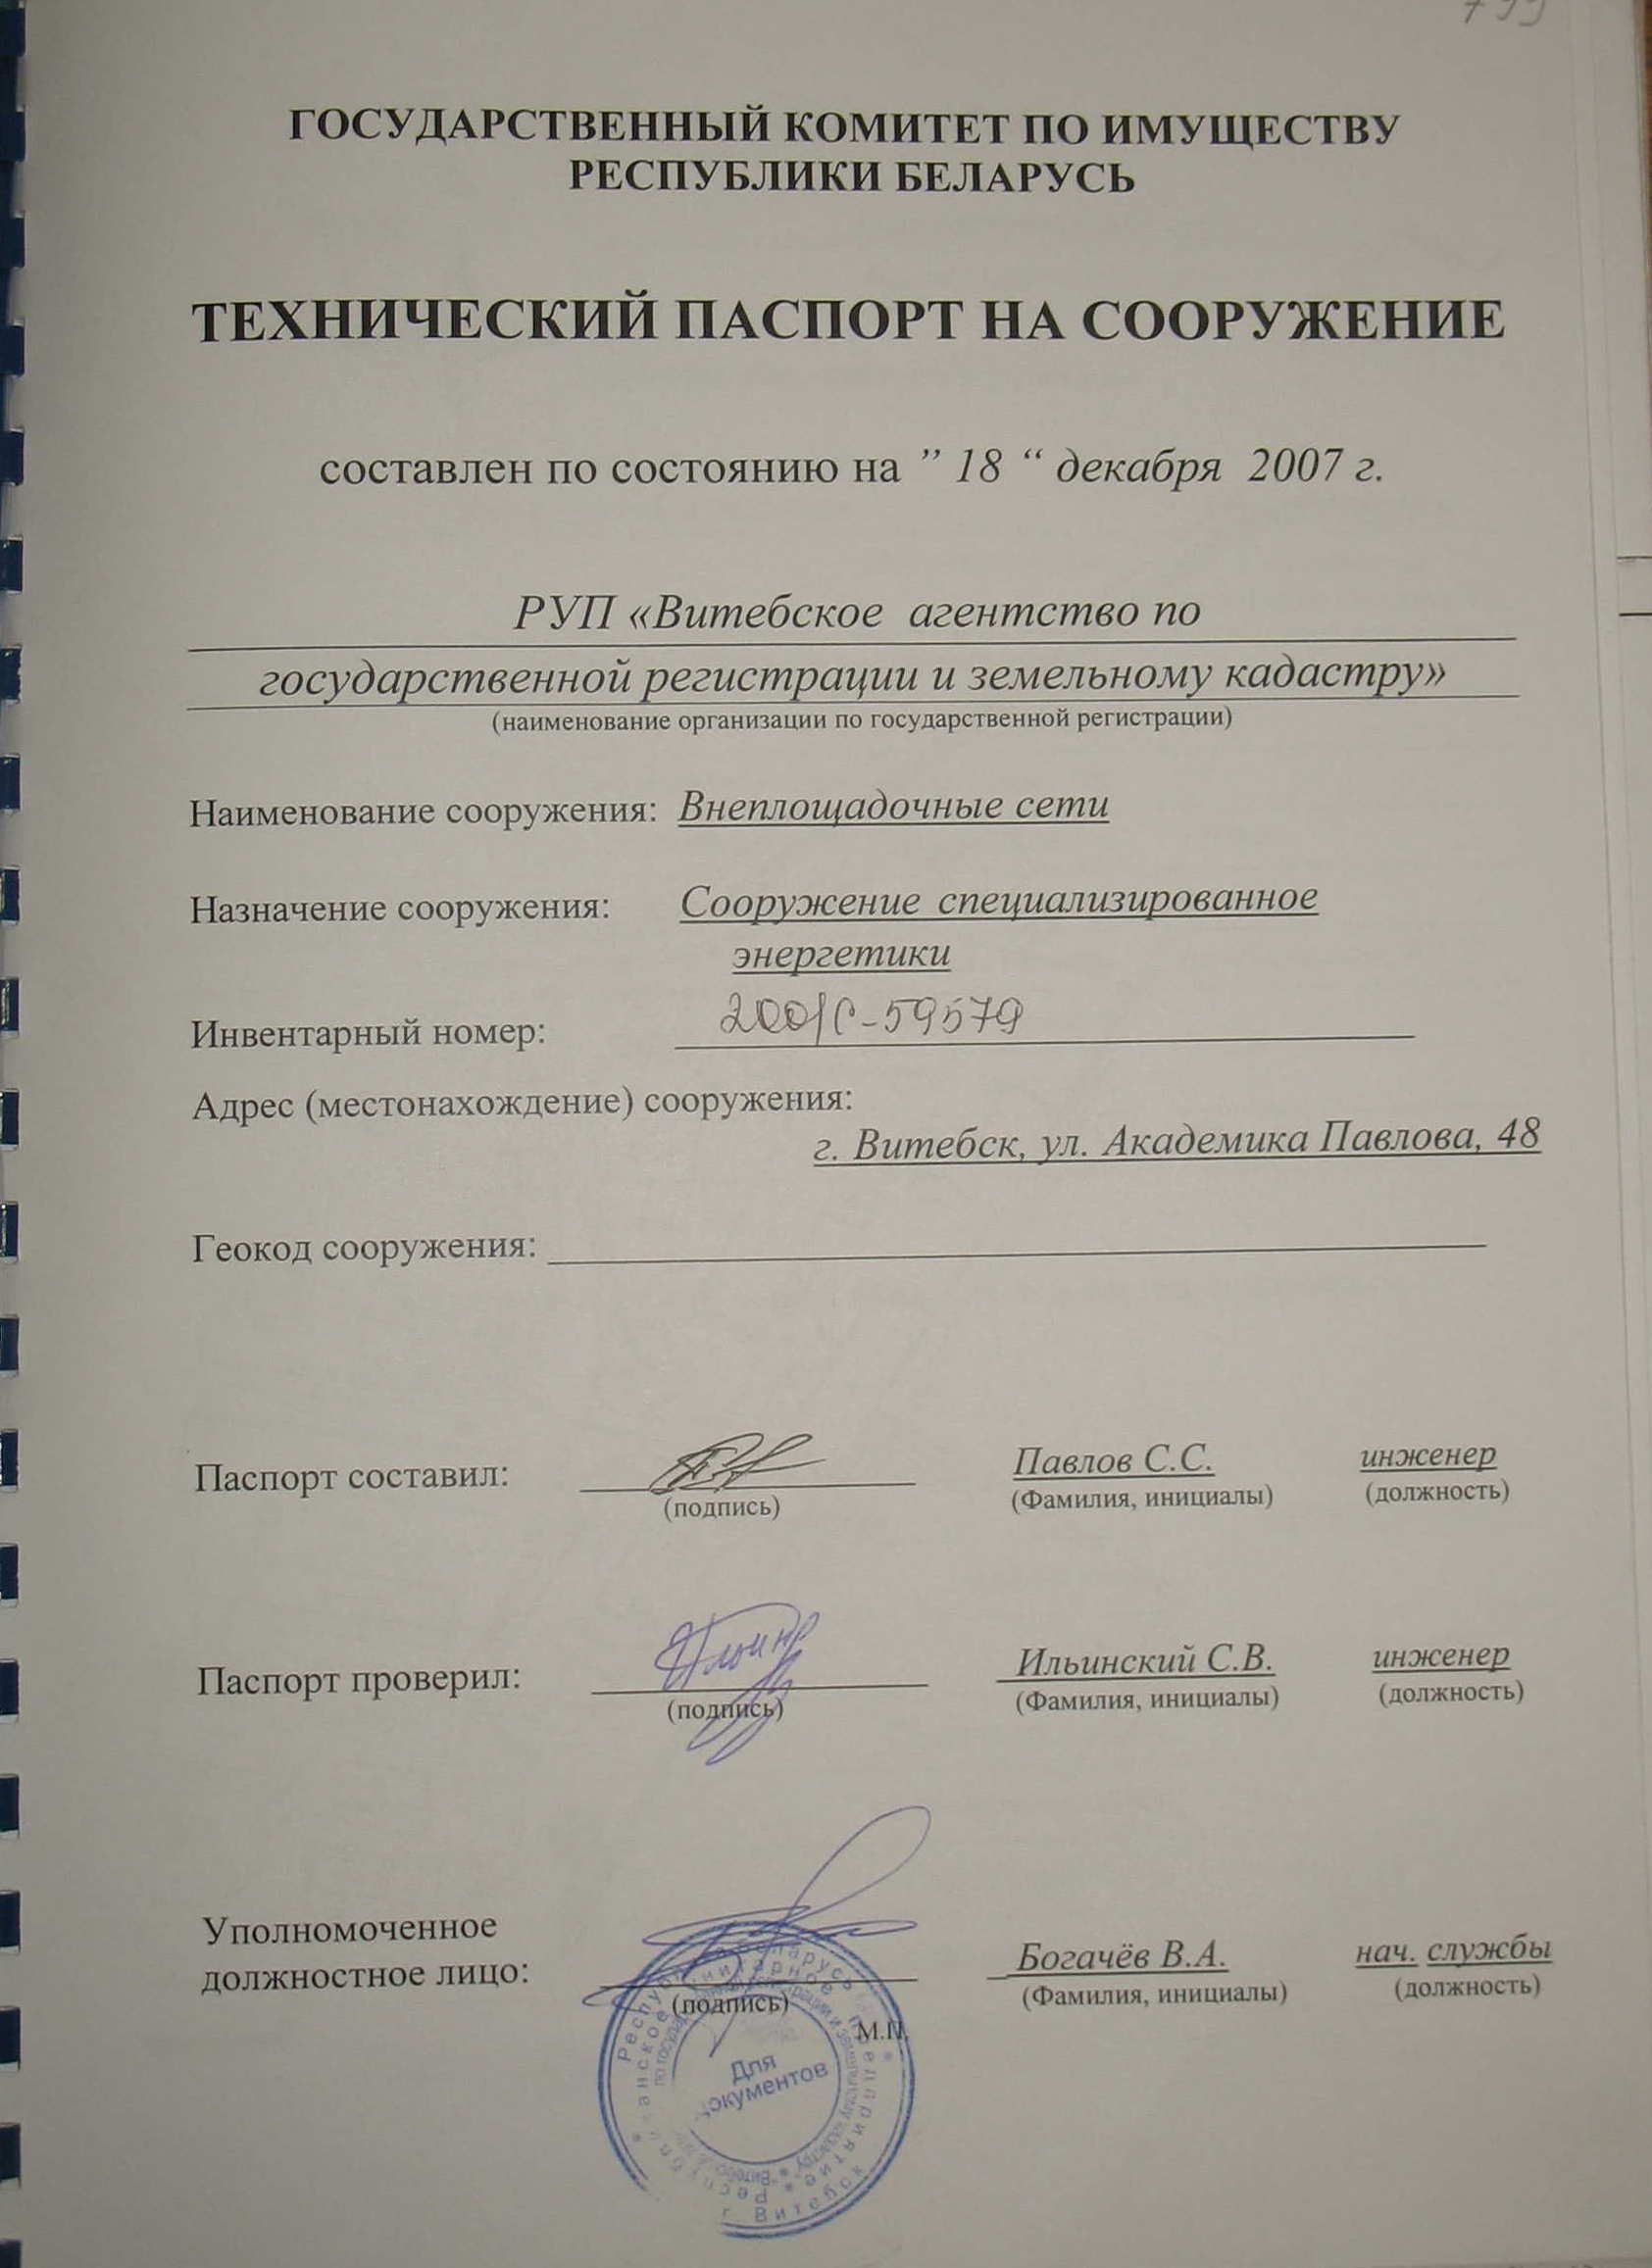 799
ГОСУДАРСТВЕННЫЙ КОМИТЕТ ПО ИМУЩЕСТВУ
РЕСПУБЛИКИ БЕЛАРУСЬ
ТЕХНИЧЕСКИЙ ПАСПОРТ НА СООРУЖЕНИЕ
составлен по состоянию на ” 18 “ декабря 2007 г.
РУП «Витебское агентство по
государственной регистрации и земельному кадастру»
(наименование организации по государственной регистрации)
Наименование сооружения: Внеплощадочные сети
Назначение сооружения: Сооружение специализированное
энергетики
Инвентарный номер: 200/С-59579
Адрес (местонахождение) сооружения:
г. Витебск, ул. Академика Павлова, 48
Геокод сооружения:
Паспорт составил: Павлов С.С. инженер
(подпись) (Фамилия, инициалы) (должность)
Паспорт проверил: Ильинский С.В. инженер
(подпись) (Фамилия, инициалы) (должность)
Уполномоченное
должностное лицо: Богачёв В.А. нач. службы
(подпись) (Фамилия, инициалы) (должность)
М.П.
Для
документов
г. Витебск